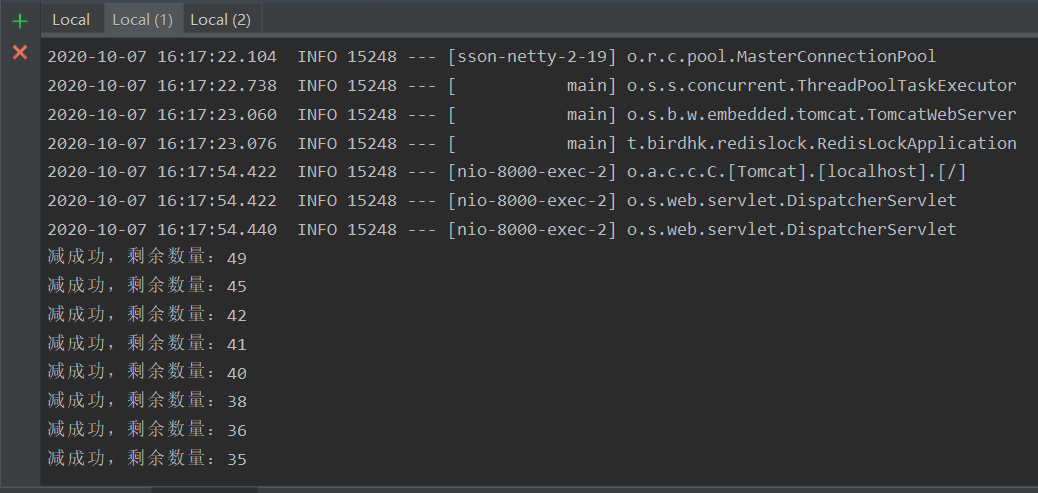 Local Local (1) Local (2)
2020-10-07 16:17:22.104  INFO 15248 --- [sson-netty-2-19] o.r.c.pool.MasterConnectionPool
2020-10-07 16:17:22.738  INFO 15248 --- [           main] o.s.s.concurrent.ThreadPoolTaskExecutor
2020-10-07 16:17:23.060  INFO 15248 --- [           main] o.s.b.w.embedded.tomcat.TomcatWebServer
2020-10-07 16:17:23.076  INFO 15248 --- [           main] t.birdhk.redislock.RedisLockApplication
2020-10-07 16:17:54.422  INFO 15248 --- [nio-8000-exec-2] o.a.c.c.C.[Tomcat].[localhost].[/]
2020-10-07 16:17:54.422  INFO 15248 --- [nio-8000-exec-2] o.s.web.servlet.DispatcherServlet
2020-10-07 16:17:54.440  INFO 15248 --- [nio-8000-exec-2] o.s.web.servlet.DispatcherServlet
减成功，剩余数量：49
减成功，剩余数量：45
减成功，剩余数量：42
减成功，剩余数量：41
减成功，剩余数量：40
减成功，剩余数量：38
减成功，剩余数量：36
减成功，剩余数量：35